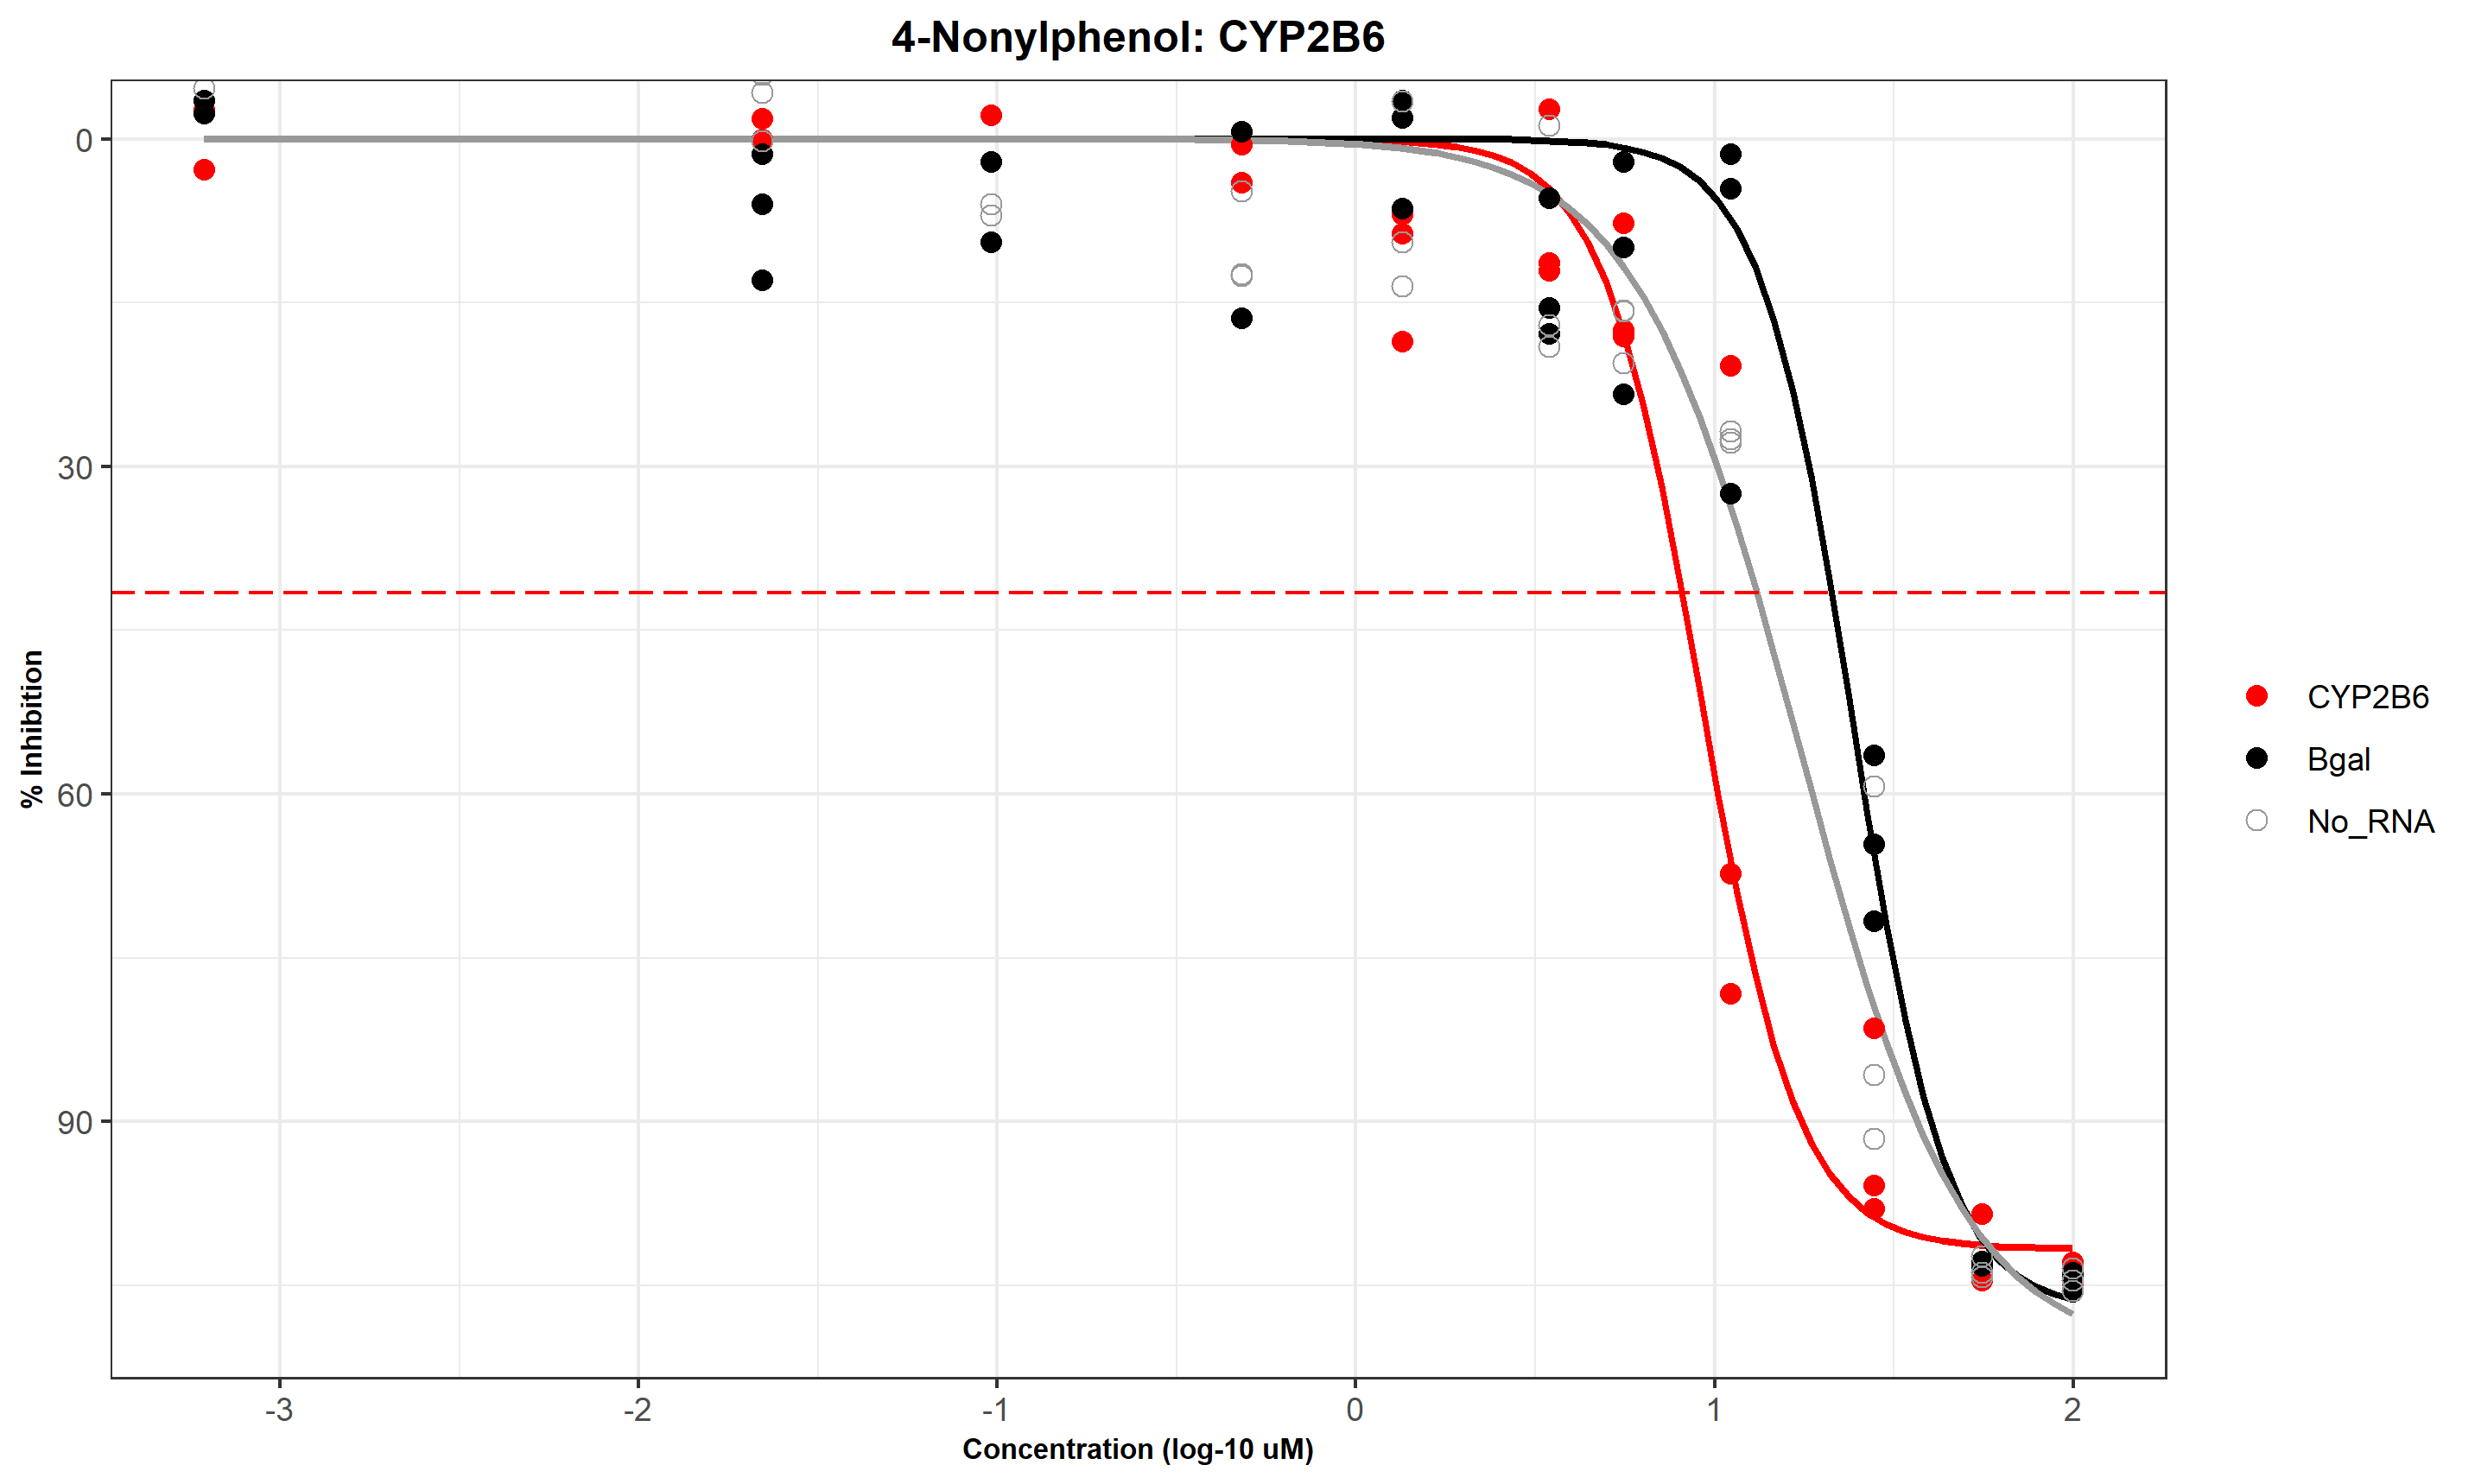 4-Nonylphenol: CYP2B6
% Inhibition
0
30
60
90
-3
-2
-1
0
1
2
Concentration (log-10 uM)
CYP2B6
Bgal
No_RNA